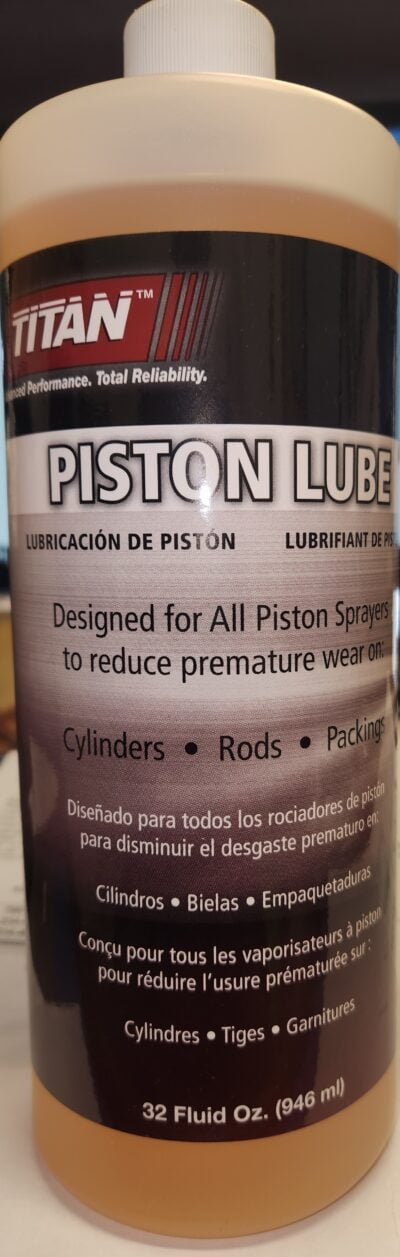 TITAN™
Performance. Total Reliability.
PISTON LUBE
LUBRICACIÓN DE PISTÓN LUBRIFIANT DE
Designed for All Piston Sprayers
to reduce premature wear on:
Cylinders • Rods • Packings
Diseñado para todos los rociadores de pistón
para disminuir el desgaste prematuro en:
Cilindros • Bielas • Empaquetaduras
Conçu pour tous les vaporisateurs à piston
pour réduire l'usure prématurée sur :
Cylindres • Tiges • Garnitures
32 Fluid Oz. (946 ml)